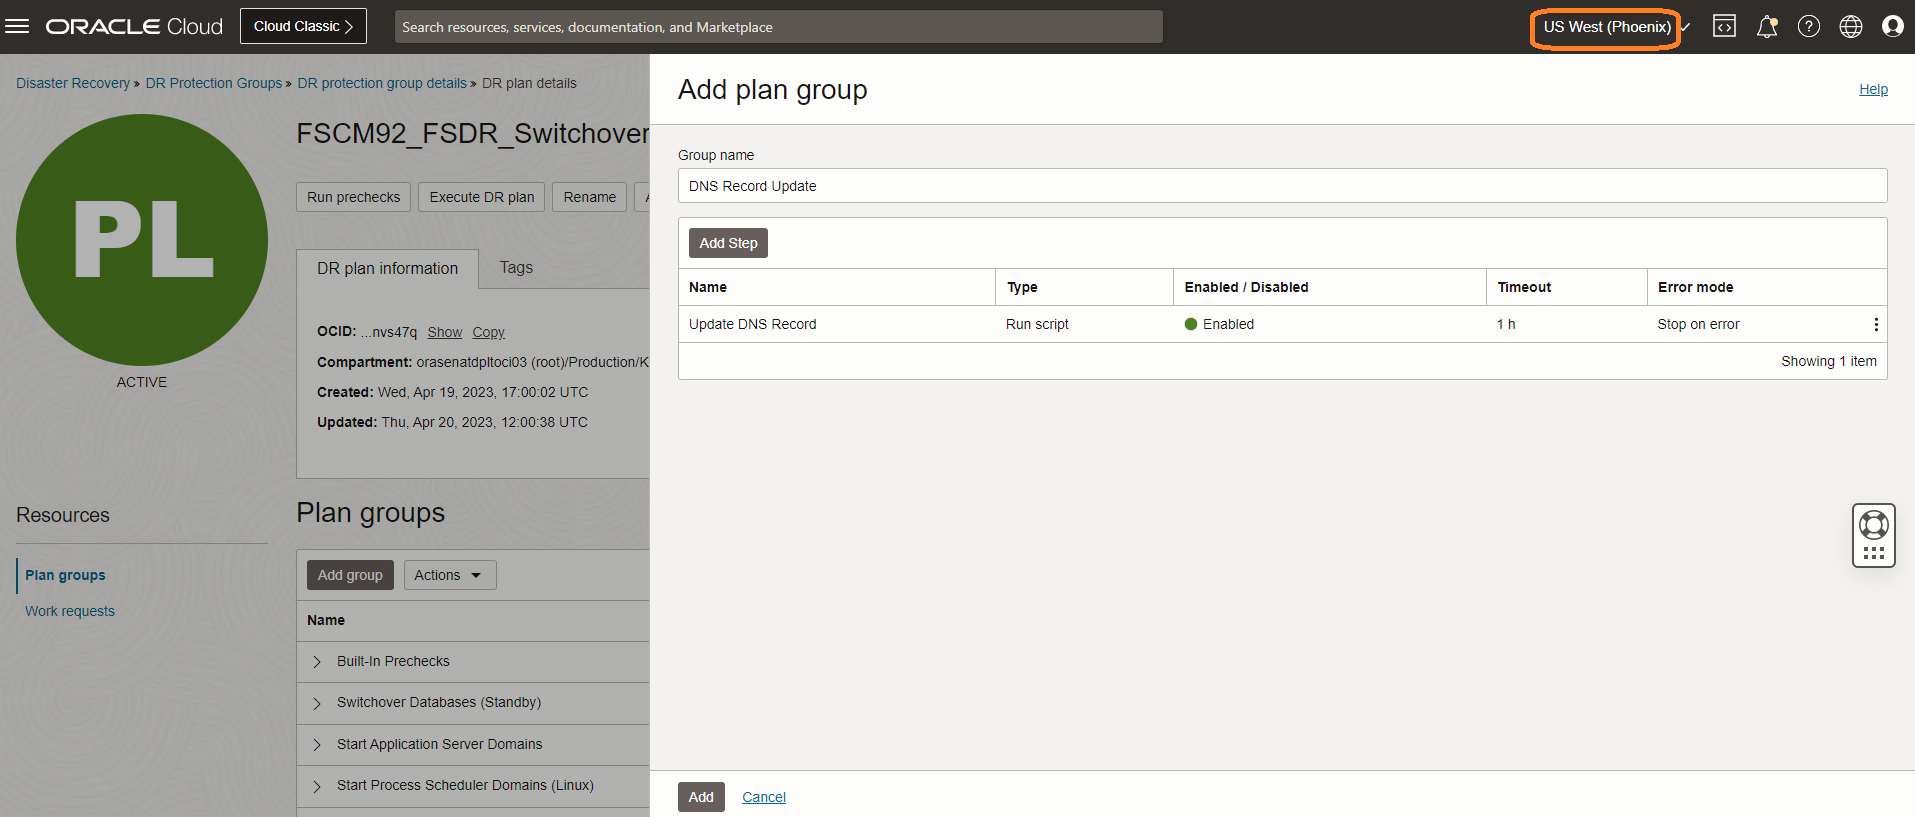 ORACLE Cloud
Cloud Classic
Search resources, services, documentation, and Marketplace
US West (Phoenix)
Disaster Recovery » DR Protection Groups » DR protection group details » DR plan details
PL
ACTIVE
FSCM92_FSDR_Switchover
Run prechecks
Execute DR plan
Rename
DR plan information
Tags
OCID: ...nvs47q Show Copy
Compartment: orasenatdpltoci03 (root)/Production/K
Created: Wed, Apr 19, 2023, 17:00:02 UTC
Updated: Thu, Apr 20, 2023, 12:00:38 UTC
Resources
Plan groups
Work requests
Plan groups
Add group
Actions
Name
Built-In Prechecks
Switchover Databases (Standby)
Start Application Server Domains
Start Process Scheduler Domains (Linux)
Add plan group
Help
Group name
DNS Record Update
Add Step
Name Type Enabled / Disabled Timeout Error mode
Update DNS Record Run script Enabled 1 h Stop on error
Showing 1 item
Add
Cancel